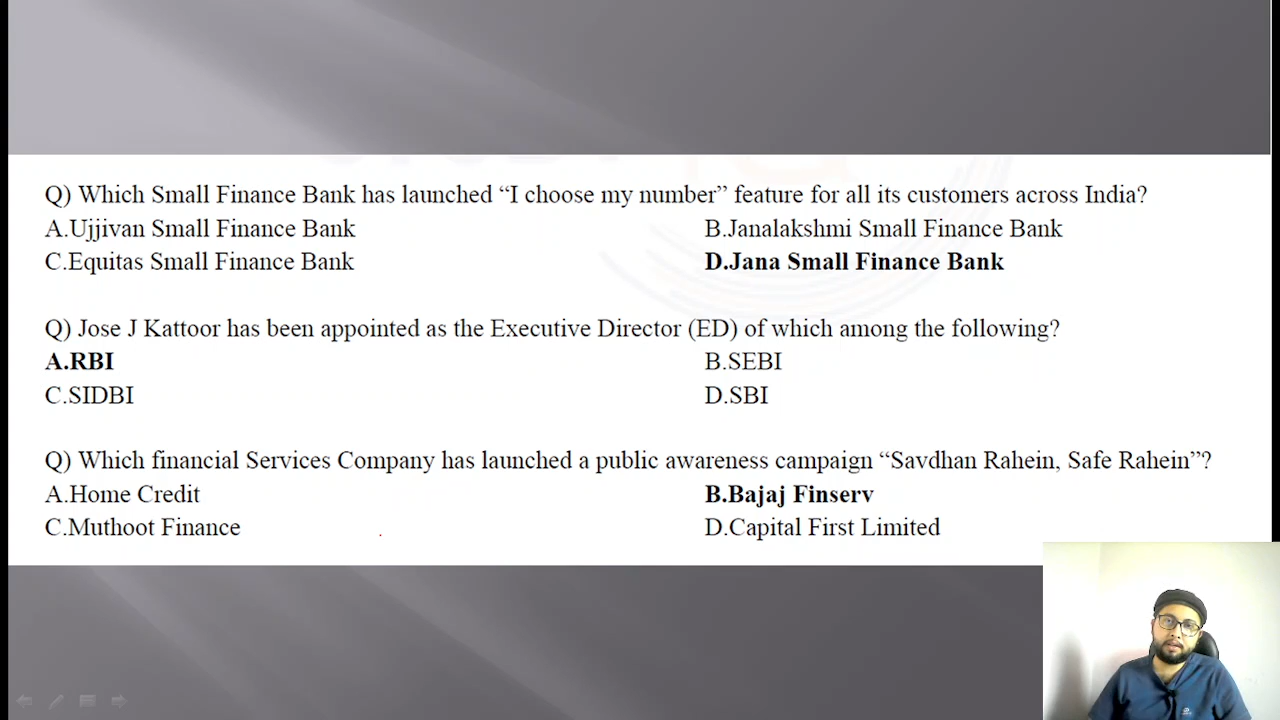 Q) Which Small Finance Bank has launched “I choose my number” feature for all its customers across India?
A.Ujjivan Small Finance Bank B.Janalakshmi Small Finance Bank
C.Equitas Small Finance Bank D.Jana Small Finance Bank
Q) Jose J Kattoor has been appointed as the Executive Director (ED) of which among the following?
A.RBI B.SEBI
C.SIDBI D.SBI
Q) Which financial Services Company has launched a public awareness campaign “Savdhan Rahein, Safe Rahein”?
A.Home Credit B.Bajaj Finserv
C.Muthoot Finance D.Capital First Limited